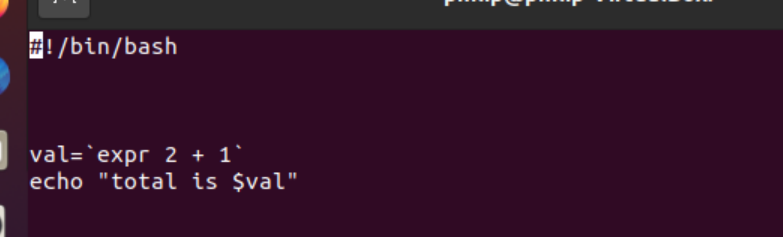 #!/bin/bash
val=`expr 2 + 1`
echo "total is $val"